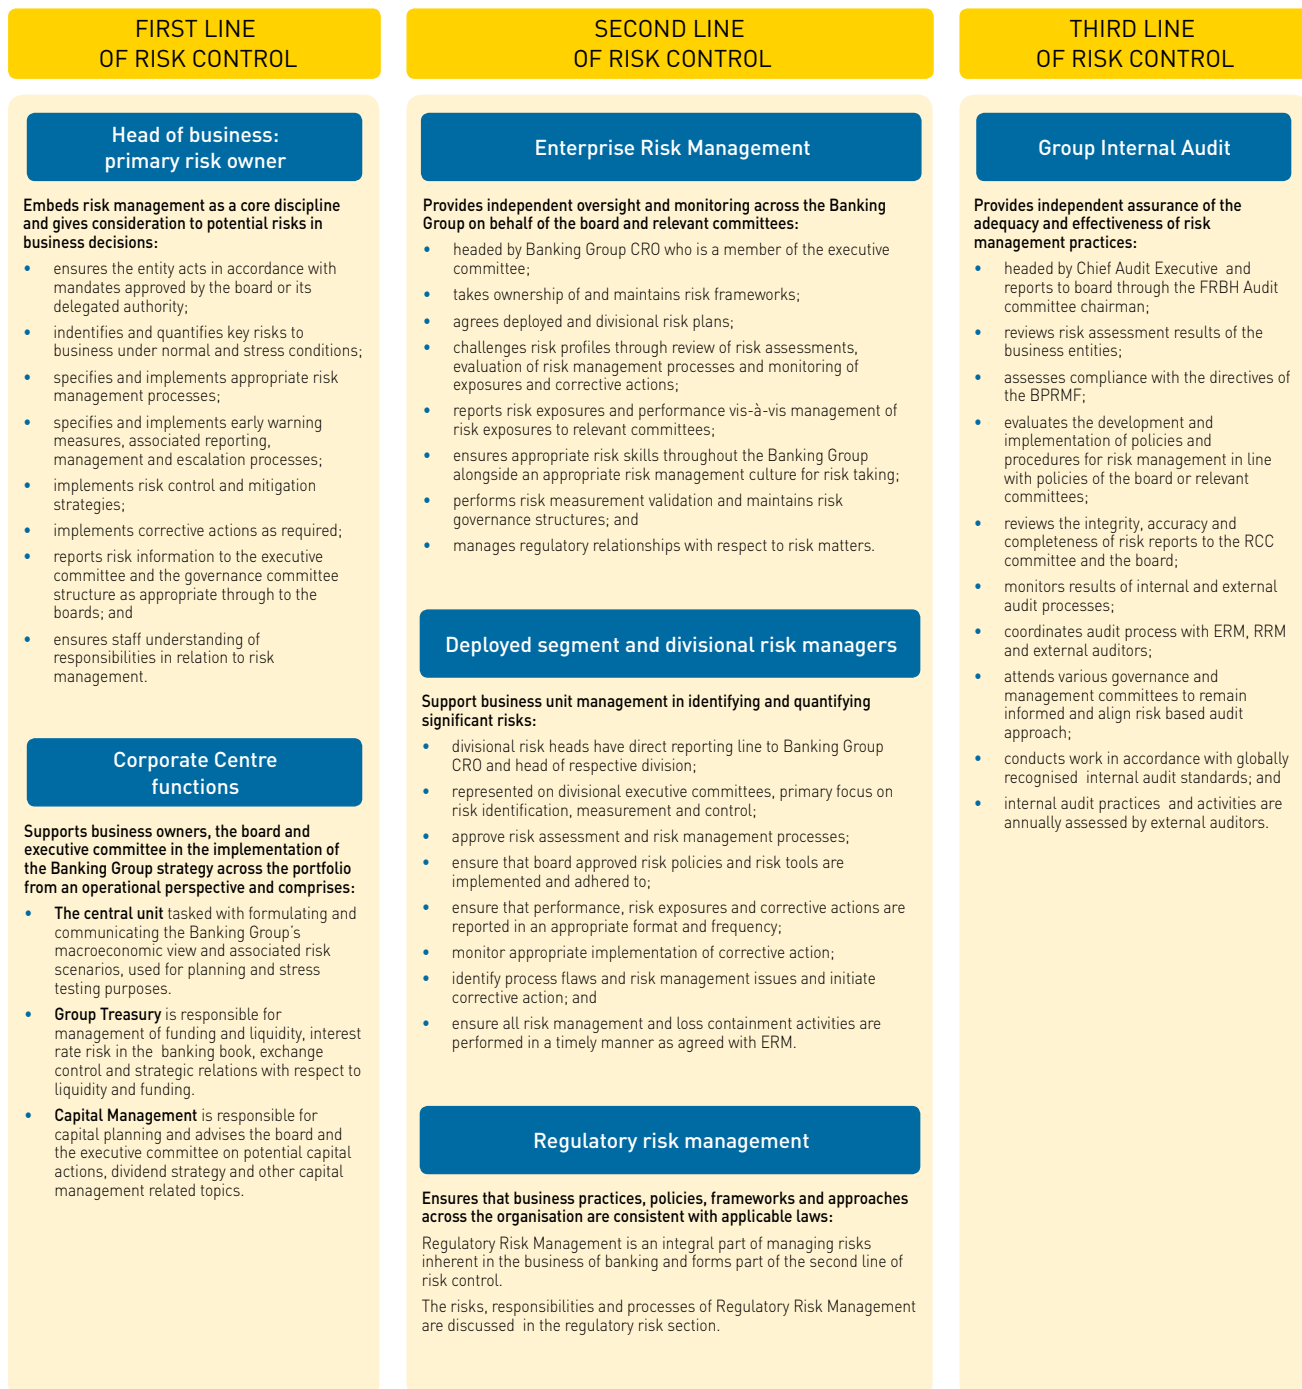 FIRST LINE
OF RISK CONTROL
Head of business:
primary risk owner
Embeds risk management as a core discipline
and gives consideration to potential risks in
business decisions:
• ensures the entity acts in accordance with
mandates approved by the board or its
delegated authority;
• indentifies and quantifies key risks to
business under normal and stress conditions;
• specifies and implements appropriate risk
management processes;
• specifies and implements early warning
measures, associated reporting,
management and escalation processes;
• implements risk control and mitigation
strategies;
• implements corrective actions as required;
• reports risk information to the executive
committee and the governance committee
structure as appropriate through to the
boards; and
• ensures staff understanding of
responsibilities in relation to risk
management.
Corporate Centre
functions
Supports business owners, the board and
executive committee in the implementation of
the Banking Group strategy across the portfolio
from an operational perspective and comprises:
• The central unit tasked with formulating and
communicating the Banking Group's
macroeconomic view and associated risk
scenarios, used for planning and stress
testing purposes.
• Group Treasury is responsible for
management of funding and liquidity, interest
rate risk in the banking book, exchange
control and strategic relations with respect to
liquidity and funding.
• Capital Management is responsible for
capital planning and advises the board and
the executive committee on potential capital
actions, dividend strategy and other capital
management related topics.
SECOND LINE
OF RISK CONTROL
Enterprise Risk Management
Provides independent oversight and monitoring across the Banking
Group on behalf of the board and relevant committees:
• headed by Banking Group CRO who is a member of the executive
committee;
• takes ownership of and maintains risk frameworks;
• agrees deployed and divisional risk plans;
• challenges risk profiles through review of risk assessments,
evaluation of risk management processes and monitoring of
exposures and corrective actions;
• reports risk exposures and performance vis-à-vis management of
risk exposures to relevant committees;
• ensures appropriate risk skills throughout the Banking Group
alongside an appropriate risk management culture for risk taking;
• performs risk measurement validation and maintains risk
governance structures; and
• manages regulatory relationships with respect to risk matters.
Deployed segment and divisional risk managers
Support business unit management in identifying and quantifying
significant risks:
• divisional risk heads have direct reporting line to Banking Group
CRO and head of respective division;
• represented on divisional executive committees, primary focus on
risk identification, measurement and control;
• approve risk assessment and risk management processes;
• ensure that board approved risk policies and risk tools are
implemented and adhered to;
• ensure that performance, risk exposures and corrective actions are
reported in an appropriate format and frequency;
• monitor appropriate implementation of corrective action;
• identify process flaws and risk management issues and initiate
corrective action; and
• ensure all risk management and loss containment activities are
performed in a timely manner as agreed with ERM.
Regulatory risk management
Ensures that business practices, policies, frameworks and approaches
across the organisation are consistent with applicable laws:
Regulatory Risk Management is an integral part of managing risks
inherent in the business of banking and forms part of the second line of
risk control.
The risks, responsibilities and processes of Regulatory Risk Management
are discussed in the regulatory risk section.
THIRD LINE
OF RISK CONTROL
Group Internal Audit
Provides independent assurance of the
adequacy and effectiveness of risk
management practices:
• headed by Chief Audit Executive and
reports to board through the FRBH Audit
committee chairman;
• reviews risk assessment results of the
business entities;
• assesses compliance with the directives of
the BPRMF;
• evaluates the development and
implementation of policies and
procedures for risk management in line
with policies of the board or relevant
committees;
• reviews the integrity, accuracy and
completeness of risk reports to the RCC
committee and the board;
• monitors results of internal and external
audit processes;
• coordinates audit process with ERM, RRM
and external auditors;
• attends various governance and
management committees to remain
informed and align risk based audit
approach;
• conducts work in accordance with globally
recognised internal audit standards; and
• internal audit practices and activities are
annually assessed by external auditors.